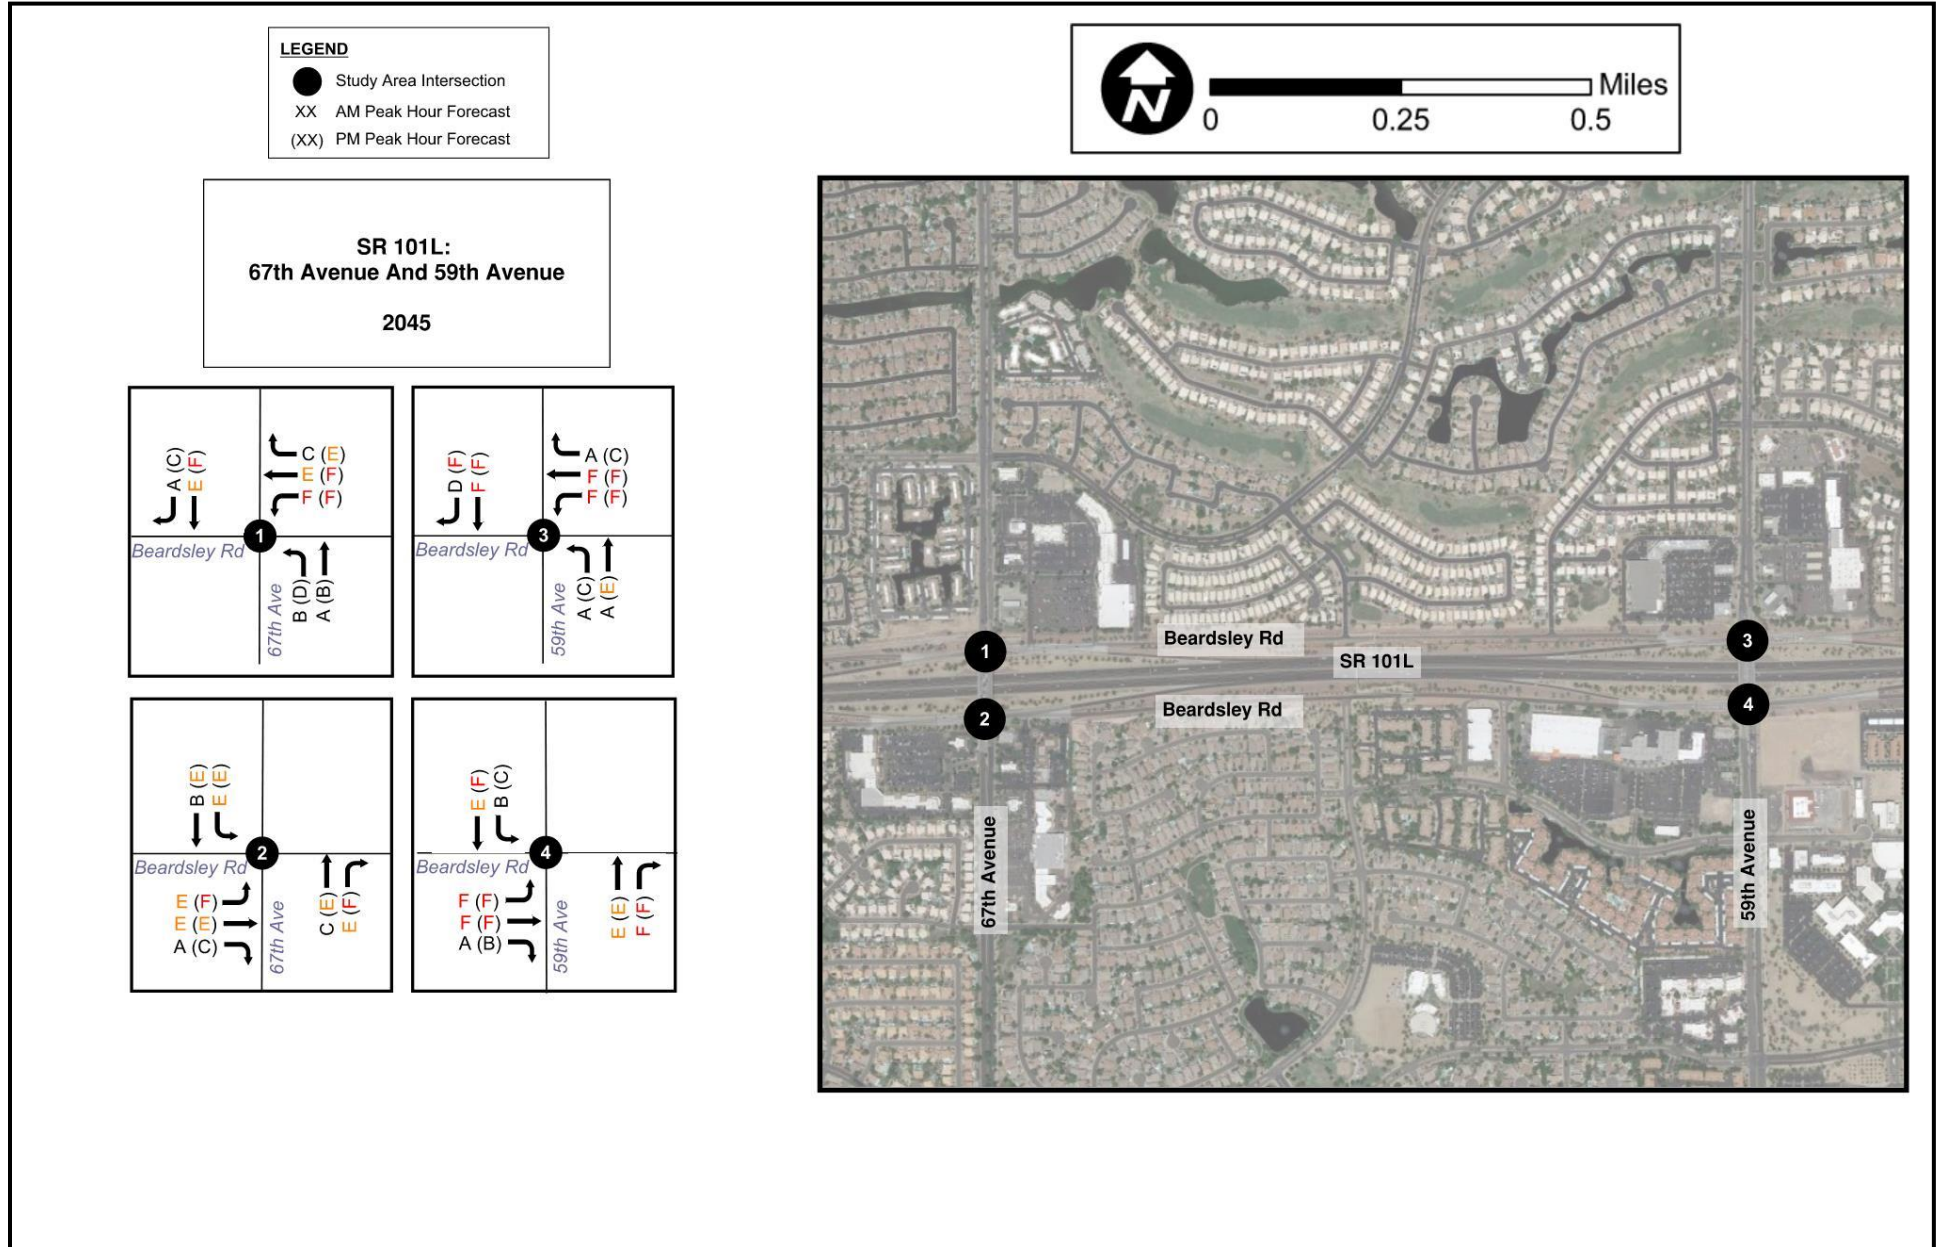 LEGEND
Study Area Intersection
XX AM Peak Hour Forecast
(XX) PM Peak Hour Forecast
N
Miles
0 0.25 0.5
SR 101L:
67th Avenue And 59th Avenue
2045
A (C)
E (F)
C (E)
E (F)
F (F)
1
Beardsley Rd
67th Ave
B (D)
A (B)
D (F)
F (F)
A (C)
F (F)
F (F)
3
Beardsley Rd
59th Ave
A (C)
A (E)
B (E)
E (E)
2
Beardsley Rd
E (F)
E (E)
A (C)
67th Ave
C (E)
E (F)
E (F)
B (C)
4
Beardsley Rd
F (F)
F (F)
A (B)
59th Ave
E (E)
F (F)
1
Beardsley Rd
3
SR 101L
2
Beardsley Rd
4
67th Avenue
59th Avenue